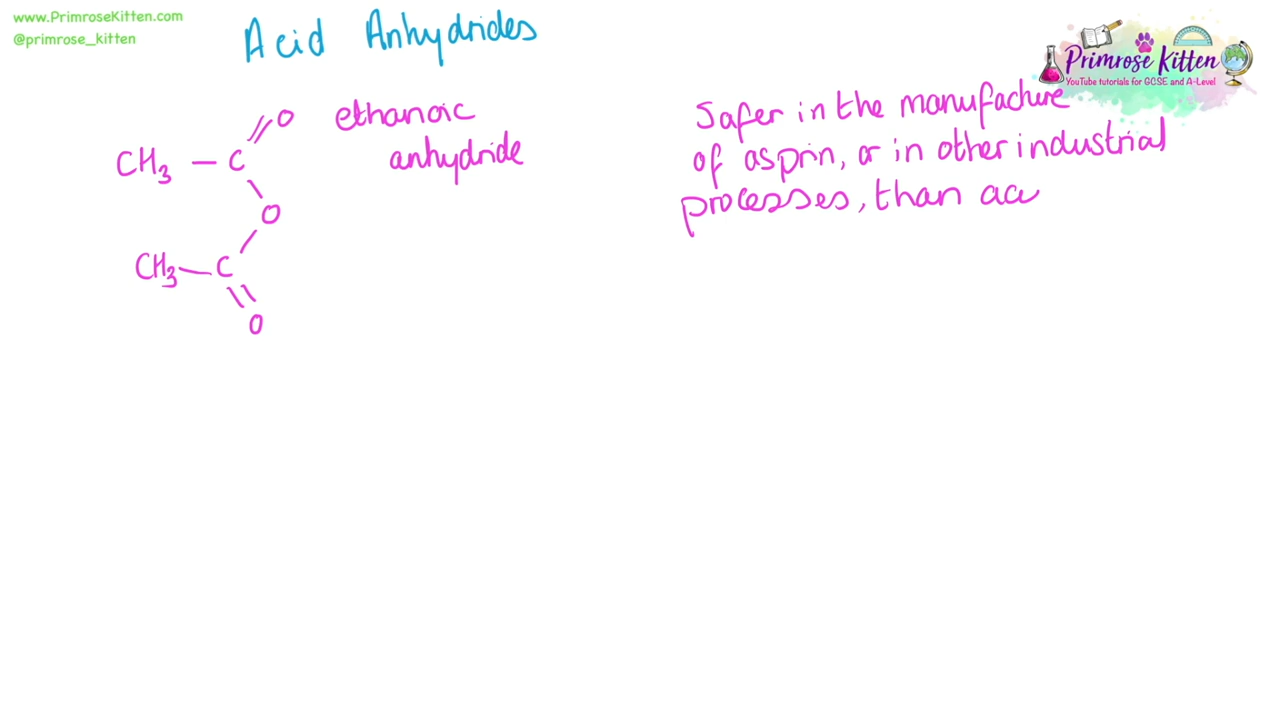 www.PrimroseKitten.com
@primrose_kitten
Acid Anhydrides
Primrose Kitten
YouTube tutorials for GCSE and A-Level
O ethanoic
CH3 — C anhydride
O
CH3 — C
O
Safer in the manufacture
of asprin, or in other industrial
processes, than